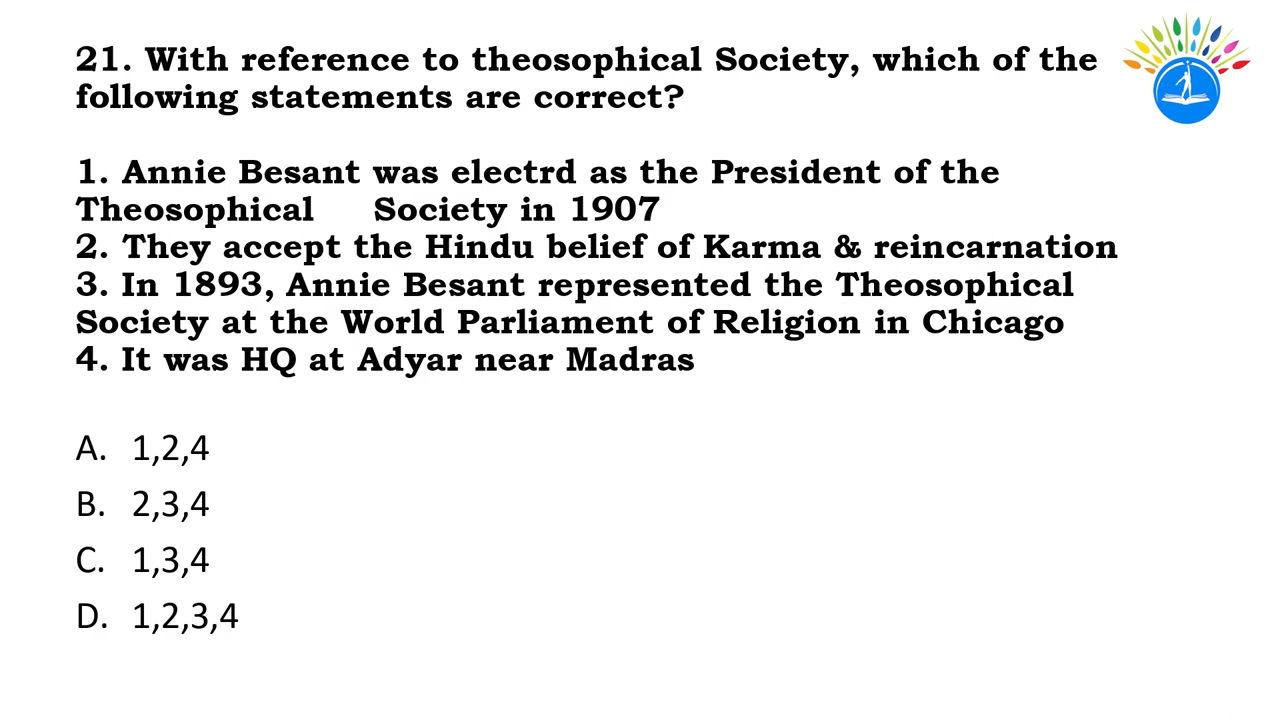 21. With reference to theosophical Society, which of the
following statements are correct?
1. Annie Besant was electrd as the President of the
Theosophical Society in 1907
2. They accept the Hindu belief of Karma & reincarnation
3. In 1893, Annie Besant represented the Theosophical
Society at the World Parliament of Religion in Chicago
4. It was HQ at Adyar near Madras
A. 1,2,4
B. 2,3,4
C. 1,3,4
D. 1,2,3,4